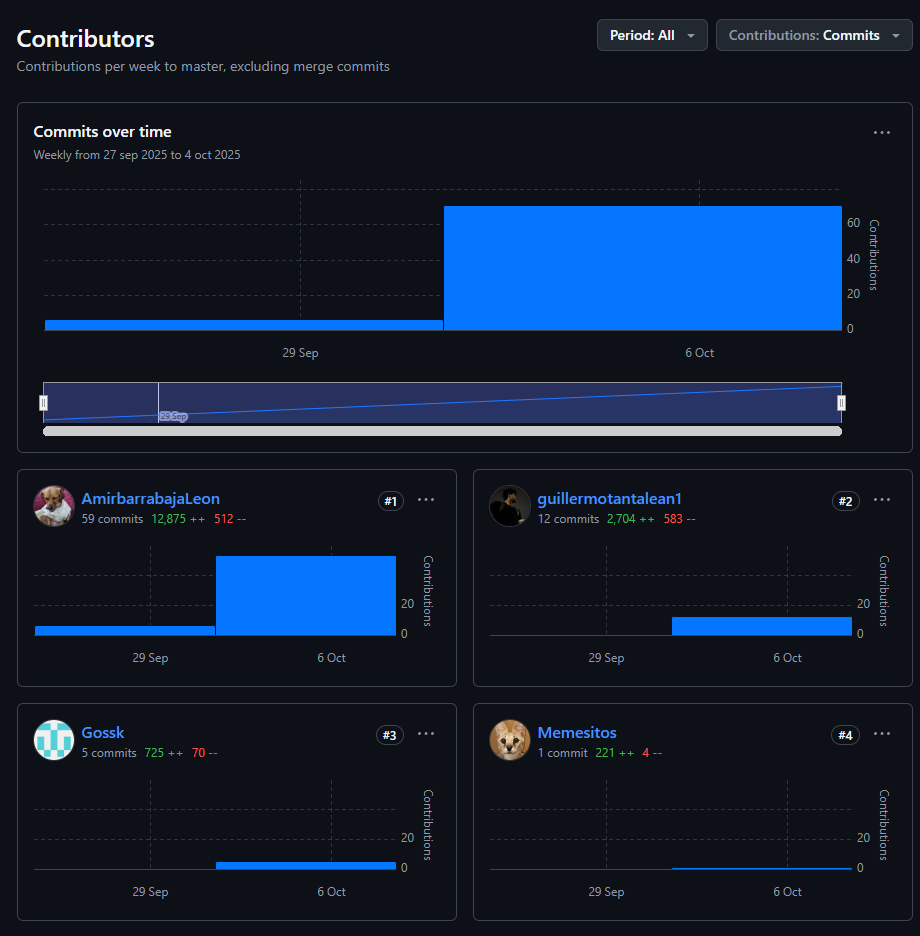 Contributors
Period: All
Contributions: Commits
Contributions per week to master, excluding merge commits
Commits over time
Weekly from 27 sep 2025 to 4 oct 2025
60
40
20
0
Contributions
29 Sep
6 Oct
29 Sep
AmirbarrabajaLeon
#1
59 commits 12,875 ++ 512 --
20
0
Contributions
29 Sep
6 Oct
guillermotantalean1
#2
12 commits 2,704 ++ 583 --
20
0
Contributions
29 Sep
6 Oct
Gossk
#3
5 commits 725 ++ 70 --
20
0
Contributions
29 Sep
6 Oct
Memesitos
#4
1 commit 221 ++ 4 --
20
0
Contributions
29 Sep
6 Oct